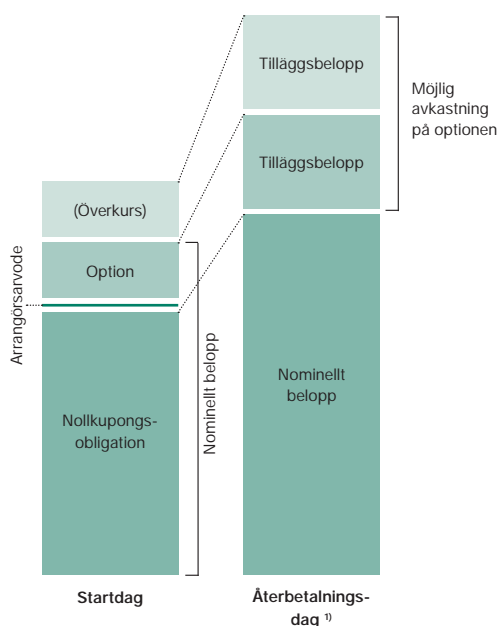 Tilläggsbelopp
Möjlig
avkastning
på optionen
Tilläggsbelopp
(Överkurs)
Option
Arrangörsarvode
Nominellt belopp
Nominellt
belopp
Nollkupongs-
obligation
Startdag
Återbetalnings-
dag ¹⁾